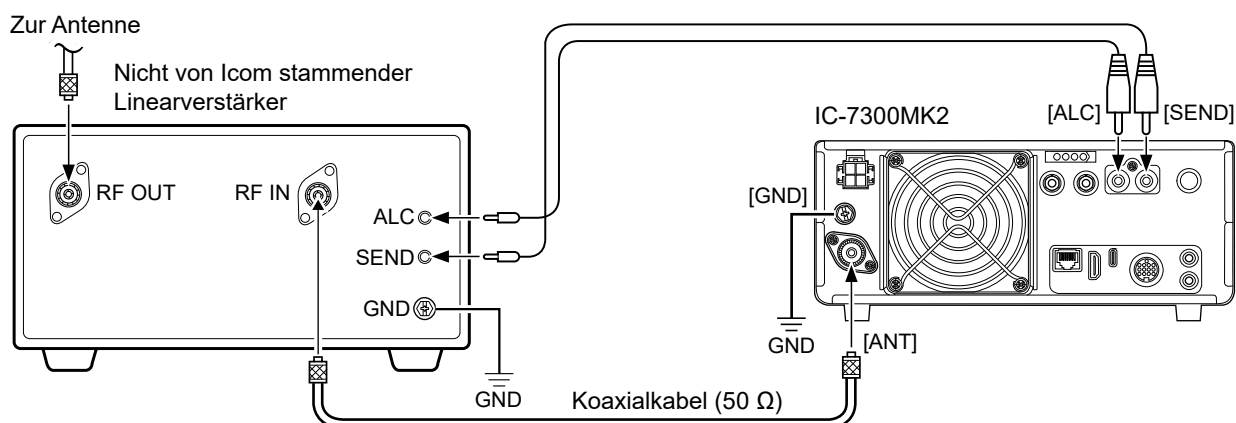 Zur Antenne
Nicht von Icom stammender
Linearverstärker
RF OUT
RF IN
ALC
SEND
GND
GND
Koaxialkabel (50 Ω)
IC-7300MK2
[ALC]
[SEND]
[GND]
GND
[ANT]